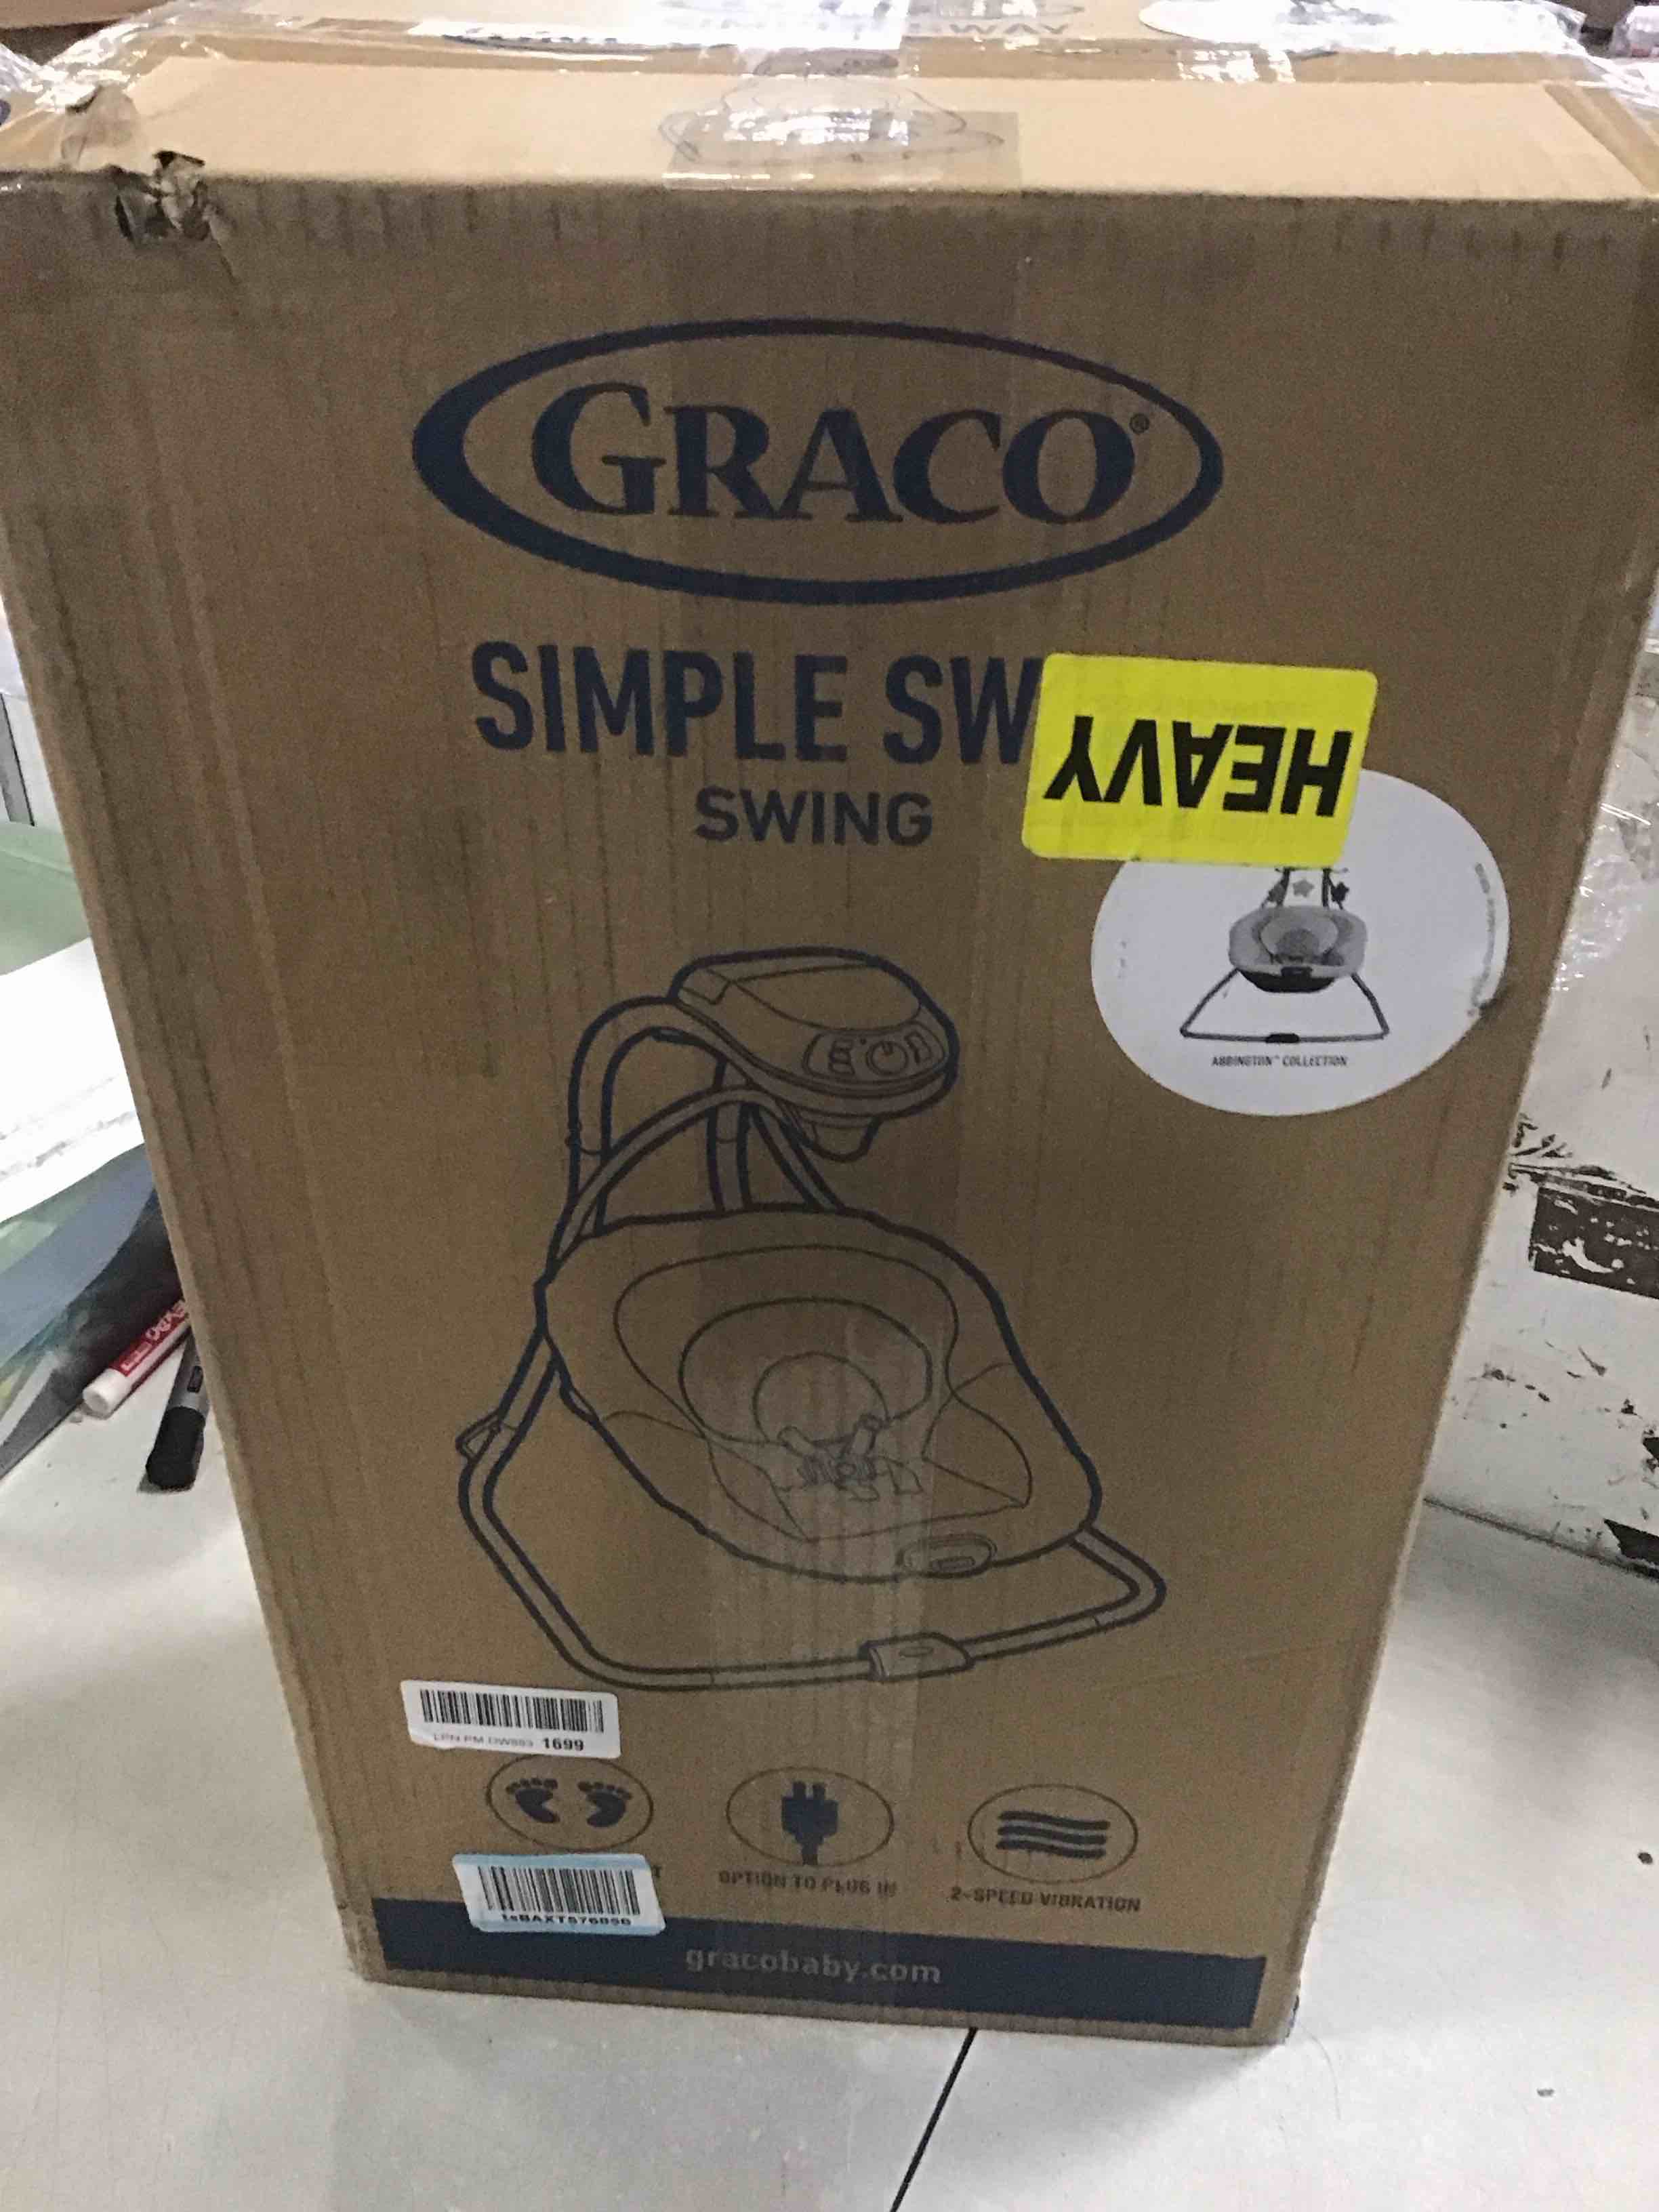 GRACO®
SIMPLE SW
HEAVY
SWING
ABBINGTON™ COLLECTION
1699
OPTION TO PLUG IN
2-SPEED VIBRATION
gracobaby.com